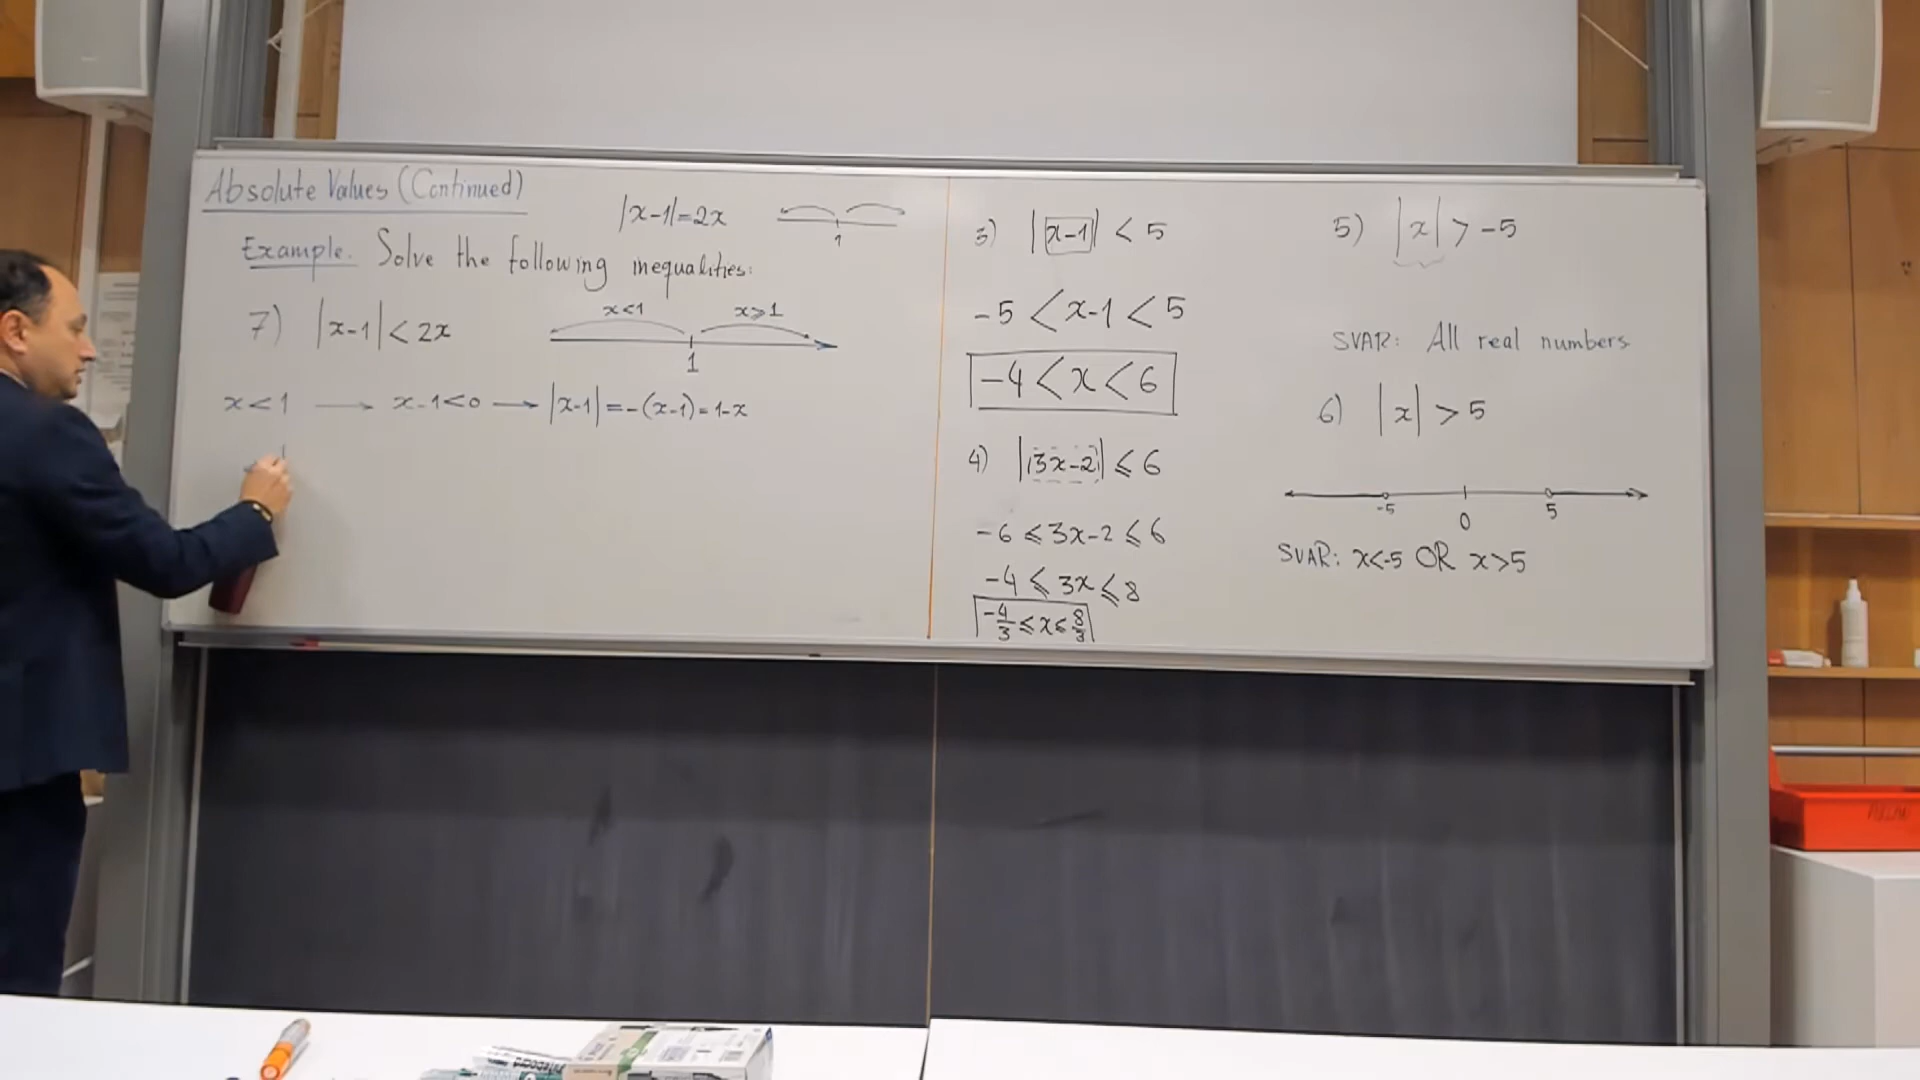 Absolute Values (Continued)
|x-1|=2x
1
Example. Solve the following inequalities:
7) |x-1| < 2x
x<1 x⩾1
1
x<1 → x-1<0 → |x-1| = -(x-1) = 1-x
3) |x-1| < 5
-5 < x-1 < 5
-4 < x < 6
4) |3x-2| ⩽ 6
-6 ⩽ 3x-2 ⩽ 6
-4 ⩽ 3x ⩽ 8
-4/3 ⩽ x ⩽ 8/3
5) |x| > -5
SVAR: All real numbers
6) |x| > 5
-5 0 5
SVAR: x<-5 OR x>5